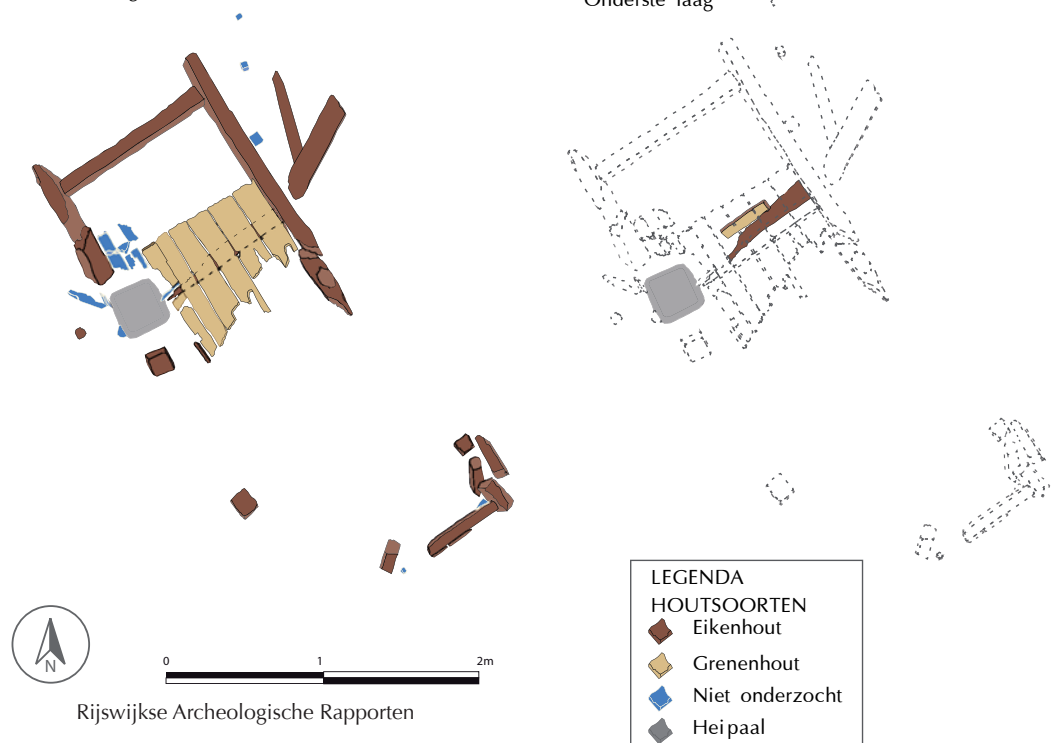 Onderste laag
N
0 1 2m
Rijswijkse Archeologische Rapporten
LEGENDA
HOUTSOORTEN
Eikenhout
Grenenhout
Niet onderzocht
Heipaal